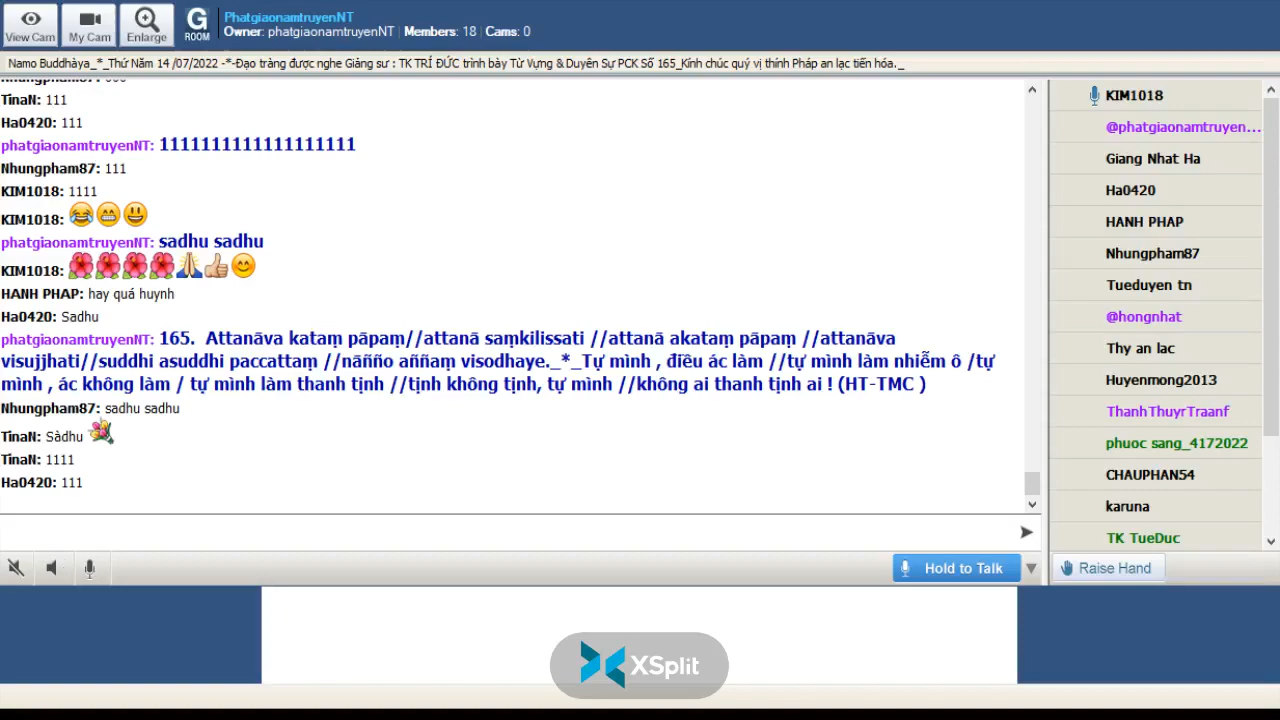 View Cam
My Cam
Enlarge
G
ROOM
PhatgiaonamtruyenNT
Owner: phatgiaonamtruyenNT | Members: 18 | Cams: 0
Namo Buddhàya_*_Thứ Năm 14 /07/2022 -*-Đạo tràng được nghe Giảng sư : TK TRÍ ĐỨC trình bày Từ Vựng & Duyên Sự PCK Số 165_Kính chúc quý vị thính Pháp an lạc tiến hóa._
TinaN: 111
Ha0420: 111
phatgiaonamtruyenNT: 1111111111111111111
Nhungpham87: 111
KIM1018: 1111
KIM1018: 😂😁😃
phatgiaonamtruyenNT: sadhu sadhu
KIM1018: 🌺🌺🌺🌺🙏👍😊
HANH PHAP: hay quá huynh
Ha0420: Sadhu
phatgiaonamtruyenNT: 165.  Attanāva kataṃ pāpaṃ//attanā saṃkilissati //attanā akataṃ pāpaṃ //attanāva
visujjhati//suddhi asuddhi paccattaṃ //nāñño aññaṃ visodhaye._*_Tự mình , điều ác làm //tự mình làm nhiễm ô /tự
mình , ác không làm / tự mình làm thanh tịnh //tịnh không tịnh, tự mình //không ai thanh tịnh ai ! (HT-TMC )
Nhungpham87: sadhu sadhu
TinaN: Sàdhu 💐
TinaN: 1111
Ha0420: 111
Hold to Talk
KIM1018
@phatgiaonamtruyen...
Giang Nhat Ha
Ha0420
HANH PHAP
Nhungpham87
Tueduyen tn
@hongnhat
Thy an lac
Huyenmong2013
ThanhThuyrTraanf
phuoc sang_4172022
CHAUPHAN54
karuna
TK TueDuc
Raise Hand
XSplit